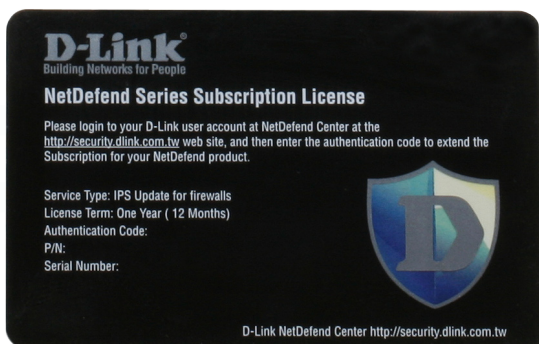 D-Link®
Building Networks for People
NetDefend Series Subscription License
Please login to your D-Link user account at NetDefend Center at the
http://security.dlink.com.tw web site, and then enter the authentication code to extend the
Subscription for your NetDefend product.
Service Type: IPS Update for firewalls
License Term: One Year ( 12 Months)
Authentication Code:
P/N:
Serial Number:
D
D-Link NetDefend Center http://security.dlink.com.tw